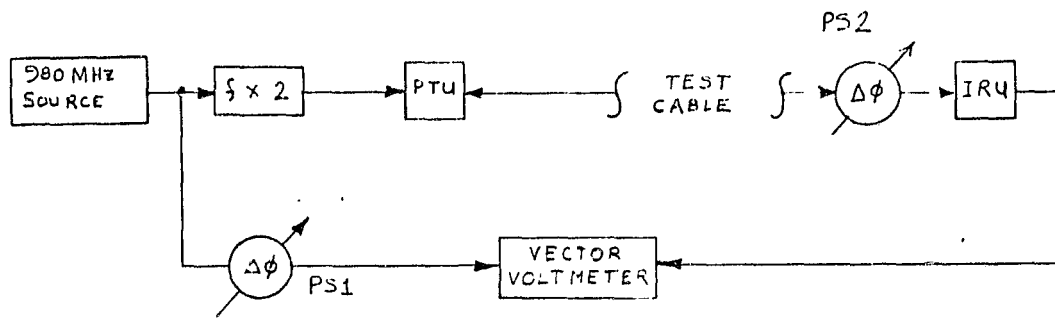 PS2
980 MHz
SOURCE
f x 2
PTU
TEST
CABLE
Δφ
IRU
Δφ
PS1
VECTOR
VOLTMETER